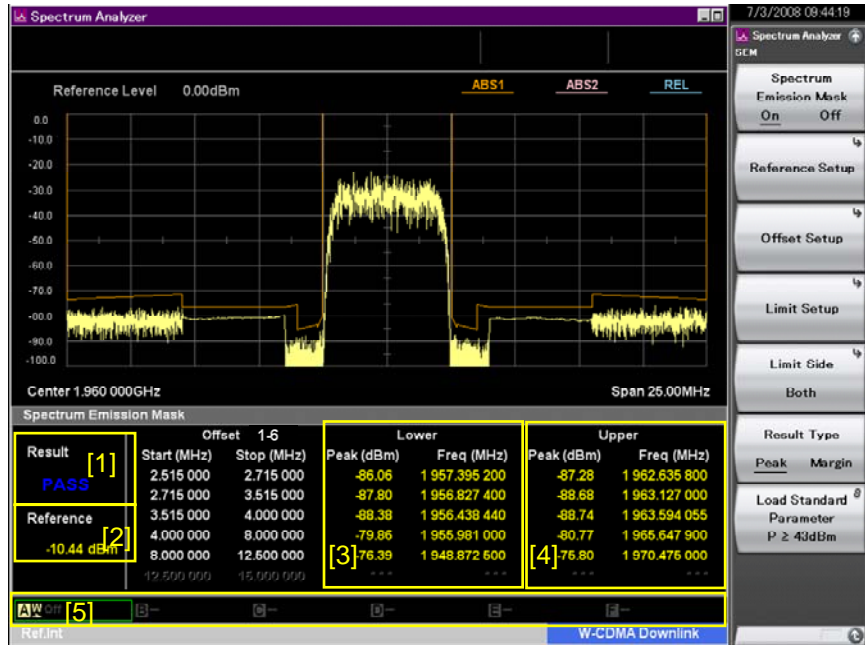 Spectrum Analyzer
7/3/2008 09:44:19
Spectrum Analyzer
SEM
Reference Level 0.00dBm
ABS1 ABS2 REL
0.0
-10.0
-20.0
-30.0
-40.0
-50.0
-60.0
-70.0
-80.0
-90.0
-100.0
Center 1.960 000GHz Span 25.00MHz
Spectrum Emission Mask
Result
[1]
PASS
Reference
[2]
-10.44 dBm
Offset 1-6 Lower Upper
Start (MHz) Stop (MHz) Peak (dBm) Freq (MHz) Peak (dBm) Freq (MHz)
2.515 000 2.715 000 -86.06 1 957.395 200 -87.28 1 962.635 800
2.715 000 3.515 000 -87.80 1 956.827 400 -88.68 1 963.127 000
3.515 000 4.000 000 -88.38 1 956.438 440 -88.74 1 963.594 055
4.000 000 8.000 000 -79.86 1 955.981 000 -80.77 1 965.647 900
8.000 000 12.500 000 -76.39 1 948.872 500 -75.80 1 970.475 000
12.500 000 15.000 000 - - - - - - - - - - - -
[3]
[4]
A W Off [5] B-- C-- D-- E-- F--
Ref.Int W-CDMA Downlink
Spectrum
Emission Mask
On Off
Reference Setup
Offset Setup
Limit Setup
Limit Side
Both
Result Type
Peak Margin
Load Standard
Parameter
P ≥ 43dBm